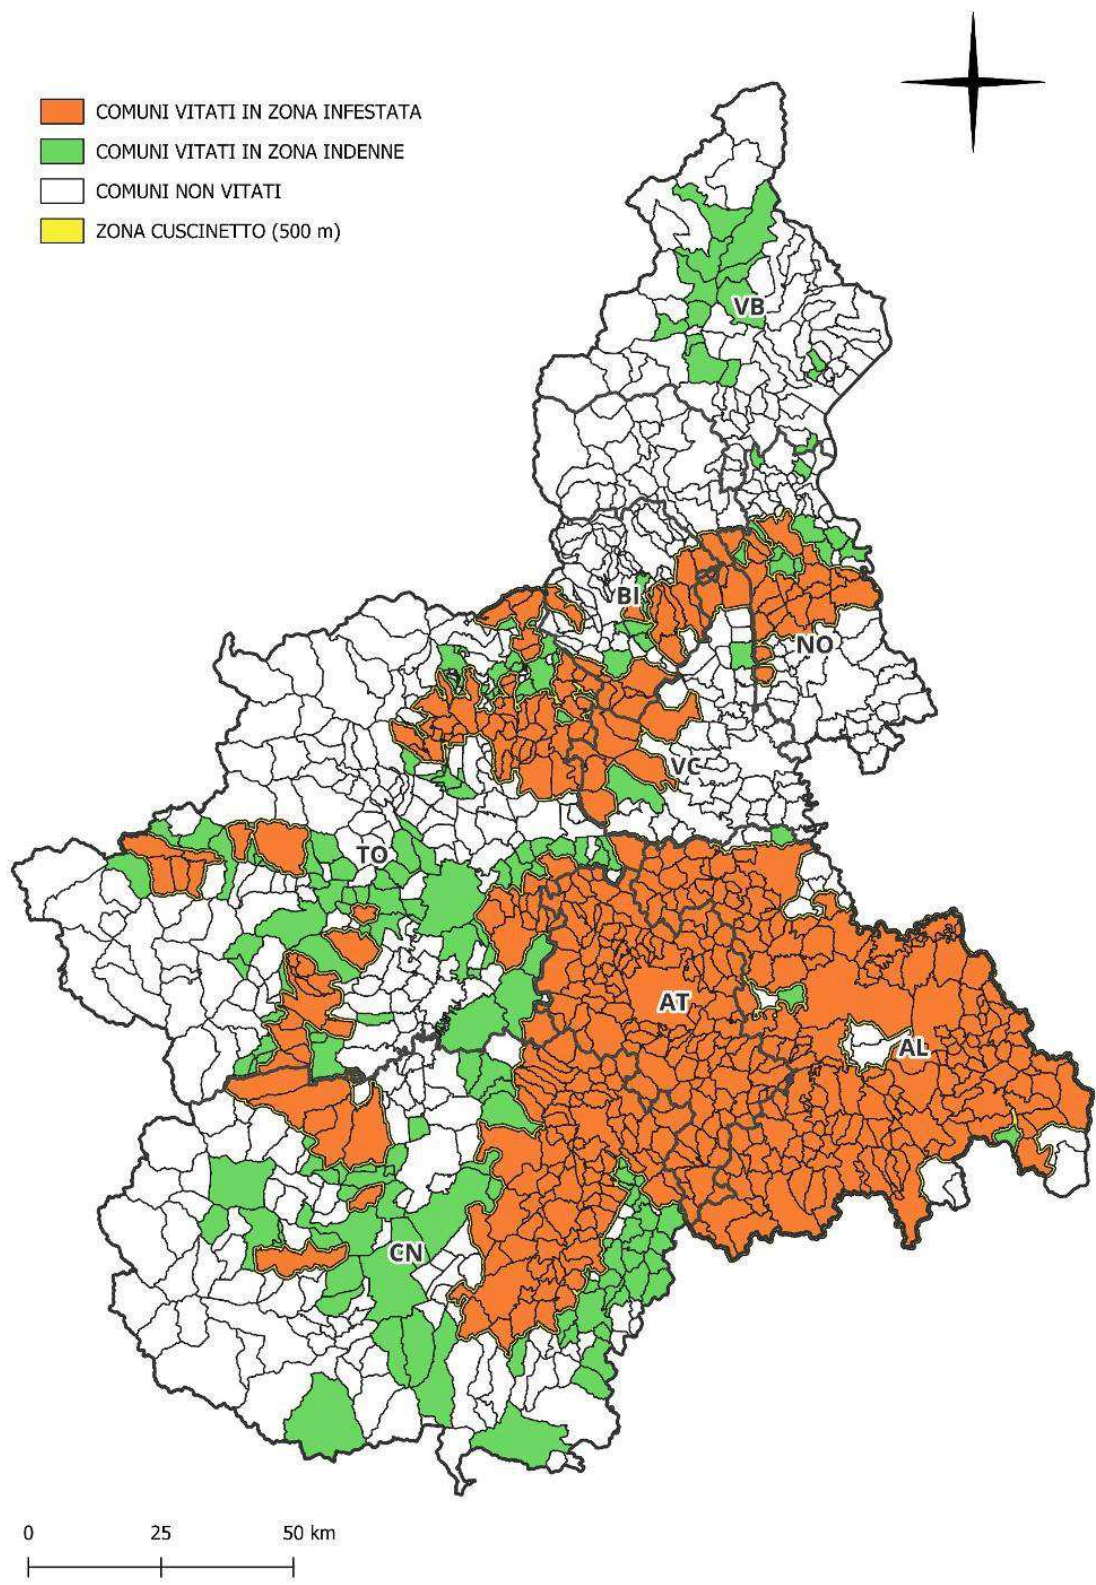 COMUNI VITATI IN ZONA INFESTATA
COMUNI VITATI IN ZONA INDENNE
COMUNI NON VITATI
ZONA CUSCINETTO (500 m)
VB
BI
NO
VC
TO
AT
AL
CN
0 25 50 km